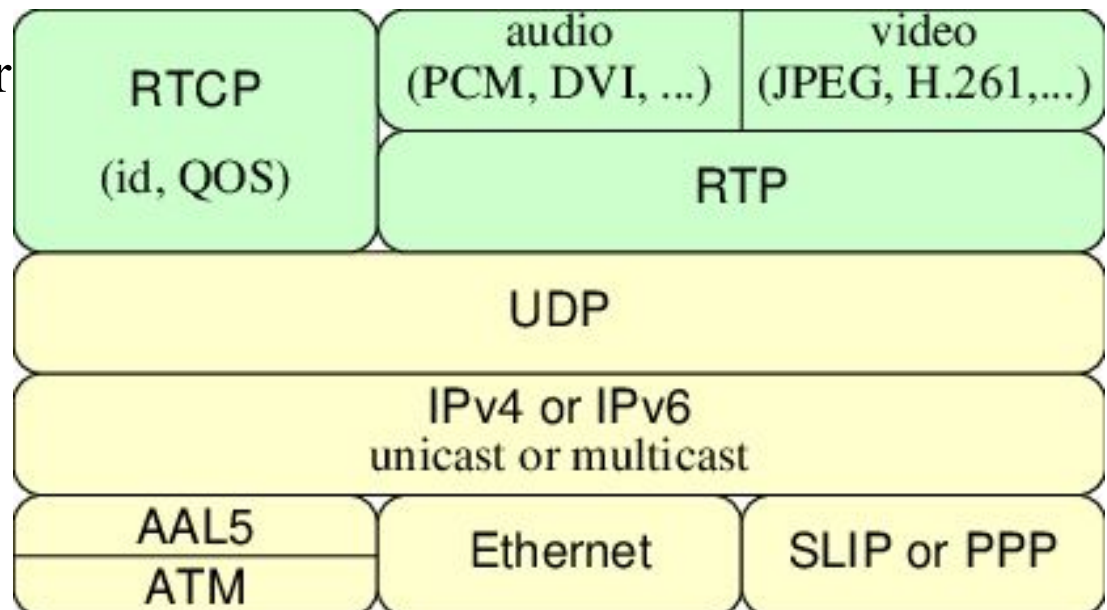 r
RTCP
(id, QOS)
audio
(PCM, DVI, ...)
video
(JPEG, H.261,...)
RTP
UDP
IPv4 or IPv6
unicast or multicast
AAL5
ATM
Ethernet
SLIP or PPP